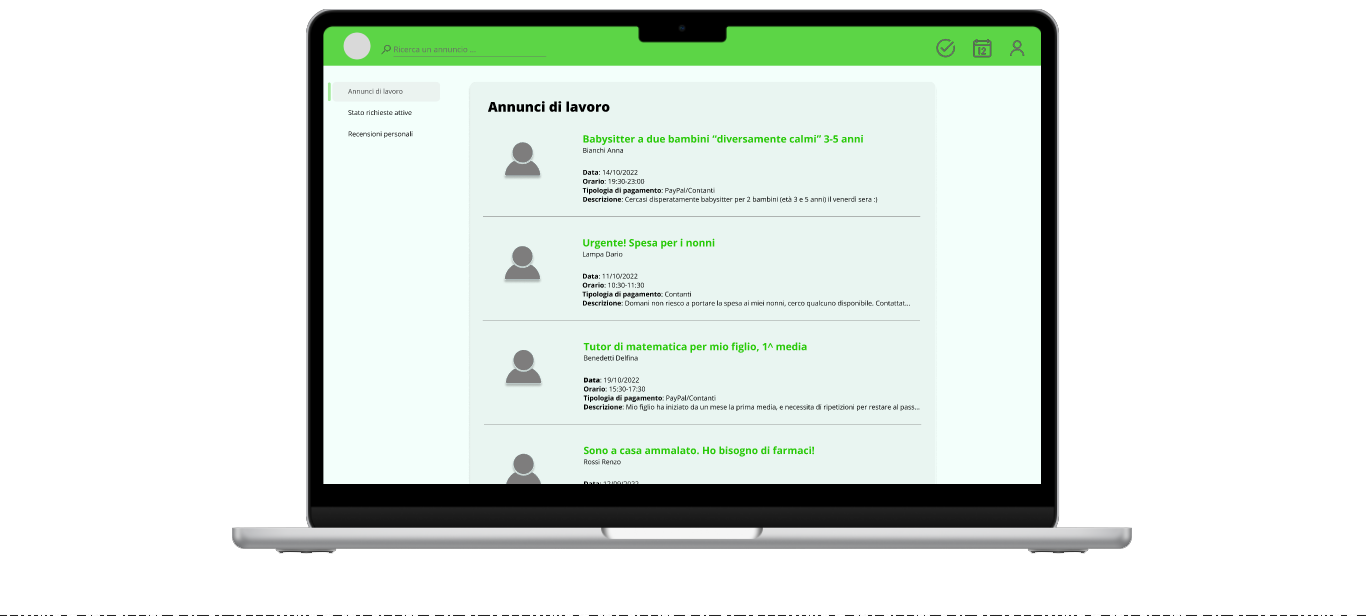 Ricerca un annuncio ...
12
Annunci di lavoro
Stato richieste attive
Recensioni personali
Annunci di lavoro
Babysitter a due bambini “diversamente calmi” 3-5 anni
Bianchi Anna
Data: 14/10/2022
Orario: 19:30-23:00
Tipologia di pagamento: PayPal/Contanti
Descrizione: Cercasi disperatamente babysitter per 2 bambini (età 3 e 5 anni) il venerdì sera :)
Urgente! Spesa per i nonni
Lampa Dario
Data: 11/10/2022
Orario: 10:30-11:30
Tipologia di pagamento: Contanti
Descrizione: Domani non riesco a portare la spesa ai miei nonni, cerco qualcuno disponibile. Contattat...
Tutor di matematica per mio figlio, 1^ media
Benedetti Delfina
Data: 19/10/2022
Orario: 15:30-17:30
Tipologia di pagamento: PayPal/Contanti
Descrizione: Mio figlio ha iniziato da un mese la prima media, e necessita di ripetizioni per restare al pass...
Sono a casa ammalato. Ho bisogno di farmaci!
Rossi Renzo
Data: 12/09/2022